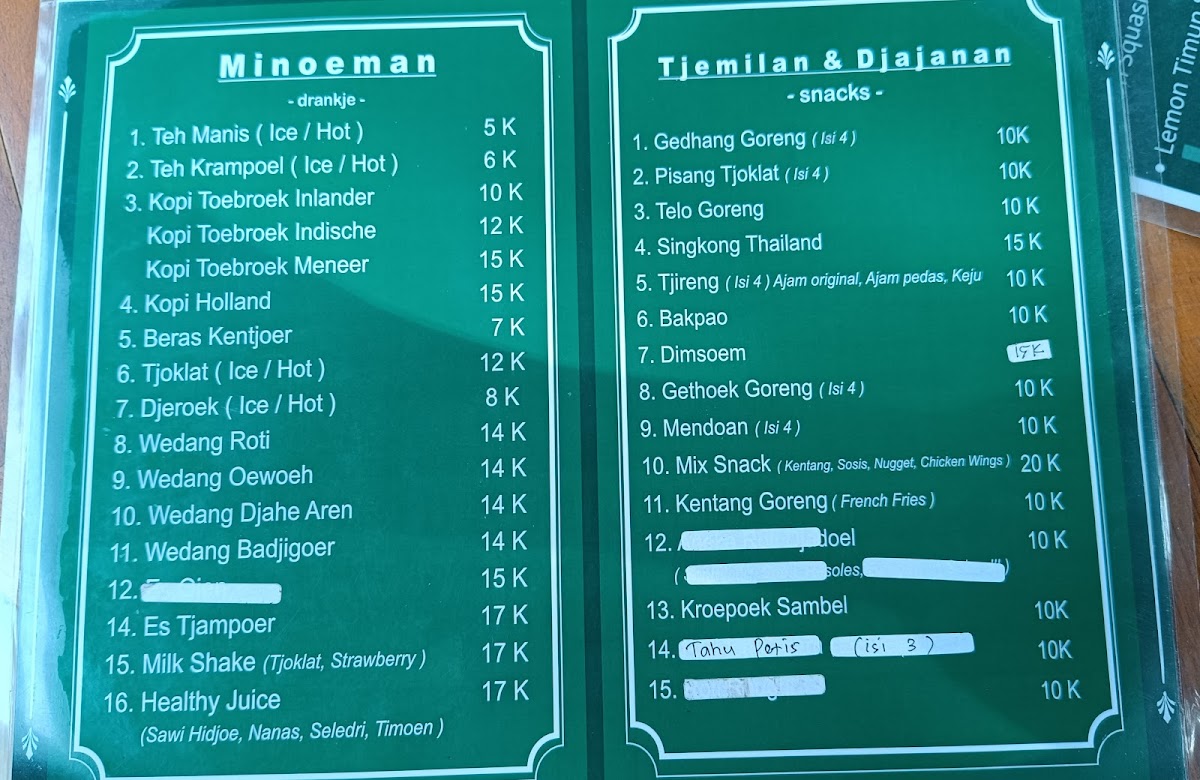 Minoeman
- drankje -
1. Teh Manis ( Ice / Hot ) 5 K
2. Teh Krampoel ( Ice / Hot ) 6 K
3. Kopi Toebroek Inlander 10 K
Kopi Toebroek Indische 12 K
Kopi Toebroek Meneer 15 K
4. Kopi Holland 15 K
5. Beras Kentjoer 7 K
6. Tjoklat ( Ice / Hot ) 12 K
7. Djeroek ( Ice / Hot ) 8 K
8. Wedang Roti 14 K
9. Wedang Oewoeh 14 K
10. Wedang Djahe Aren 14 K
11. Wedang Badjigoer 14 K
12. 15 K
14. Es Tjampoer 17 K
15. Milk Shake (Tjoklat, Strawberry ) 17 K
16. Healthy Juice 17 K
(Sawi Hidjoe, Nanas, Seledri, Timoen )
Tjemilan & Djajanan
- snacks -
1. Gedhang Goreng ( Isi 4 ) 10K
2. Pisang Tjoklat ( Isi 4 ) 10K
3. Telo Goreng 10 K
4. Singkong Thailand 15 K
5. Tjireng ( Isi 4 ) Ajam original, Ajam pedas, Keju 10 K
6. Bakpao 10 K
7. Dimsoem 15K
8. Gethoek Goreng ( Isi 4 ) 10 K
9. Mendoan ( Isi 4 ) 10 K
10. Mix Snack ( Kentang, Sosis, Nugget, Chicken Wings ) 20 K
11. Kentang Goreng ( French Fries ) 10 K
12. 10 K
13. Kroepoek Sambel 10K
14. Tahu Petis (isi 3) 10K
15. 10 K
Lemon Timun